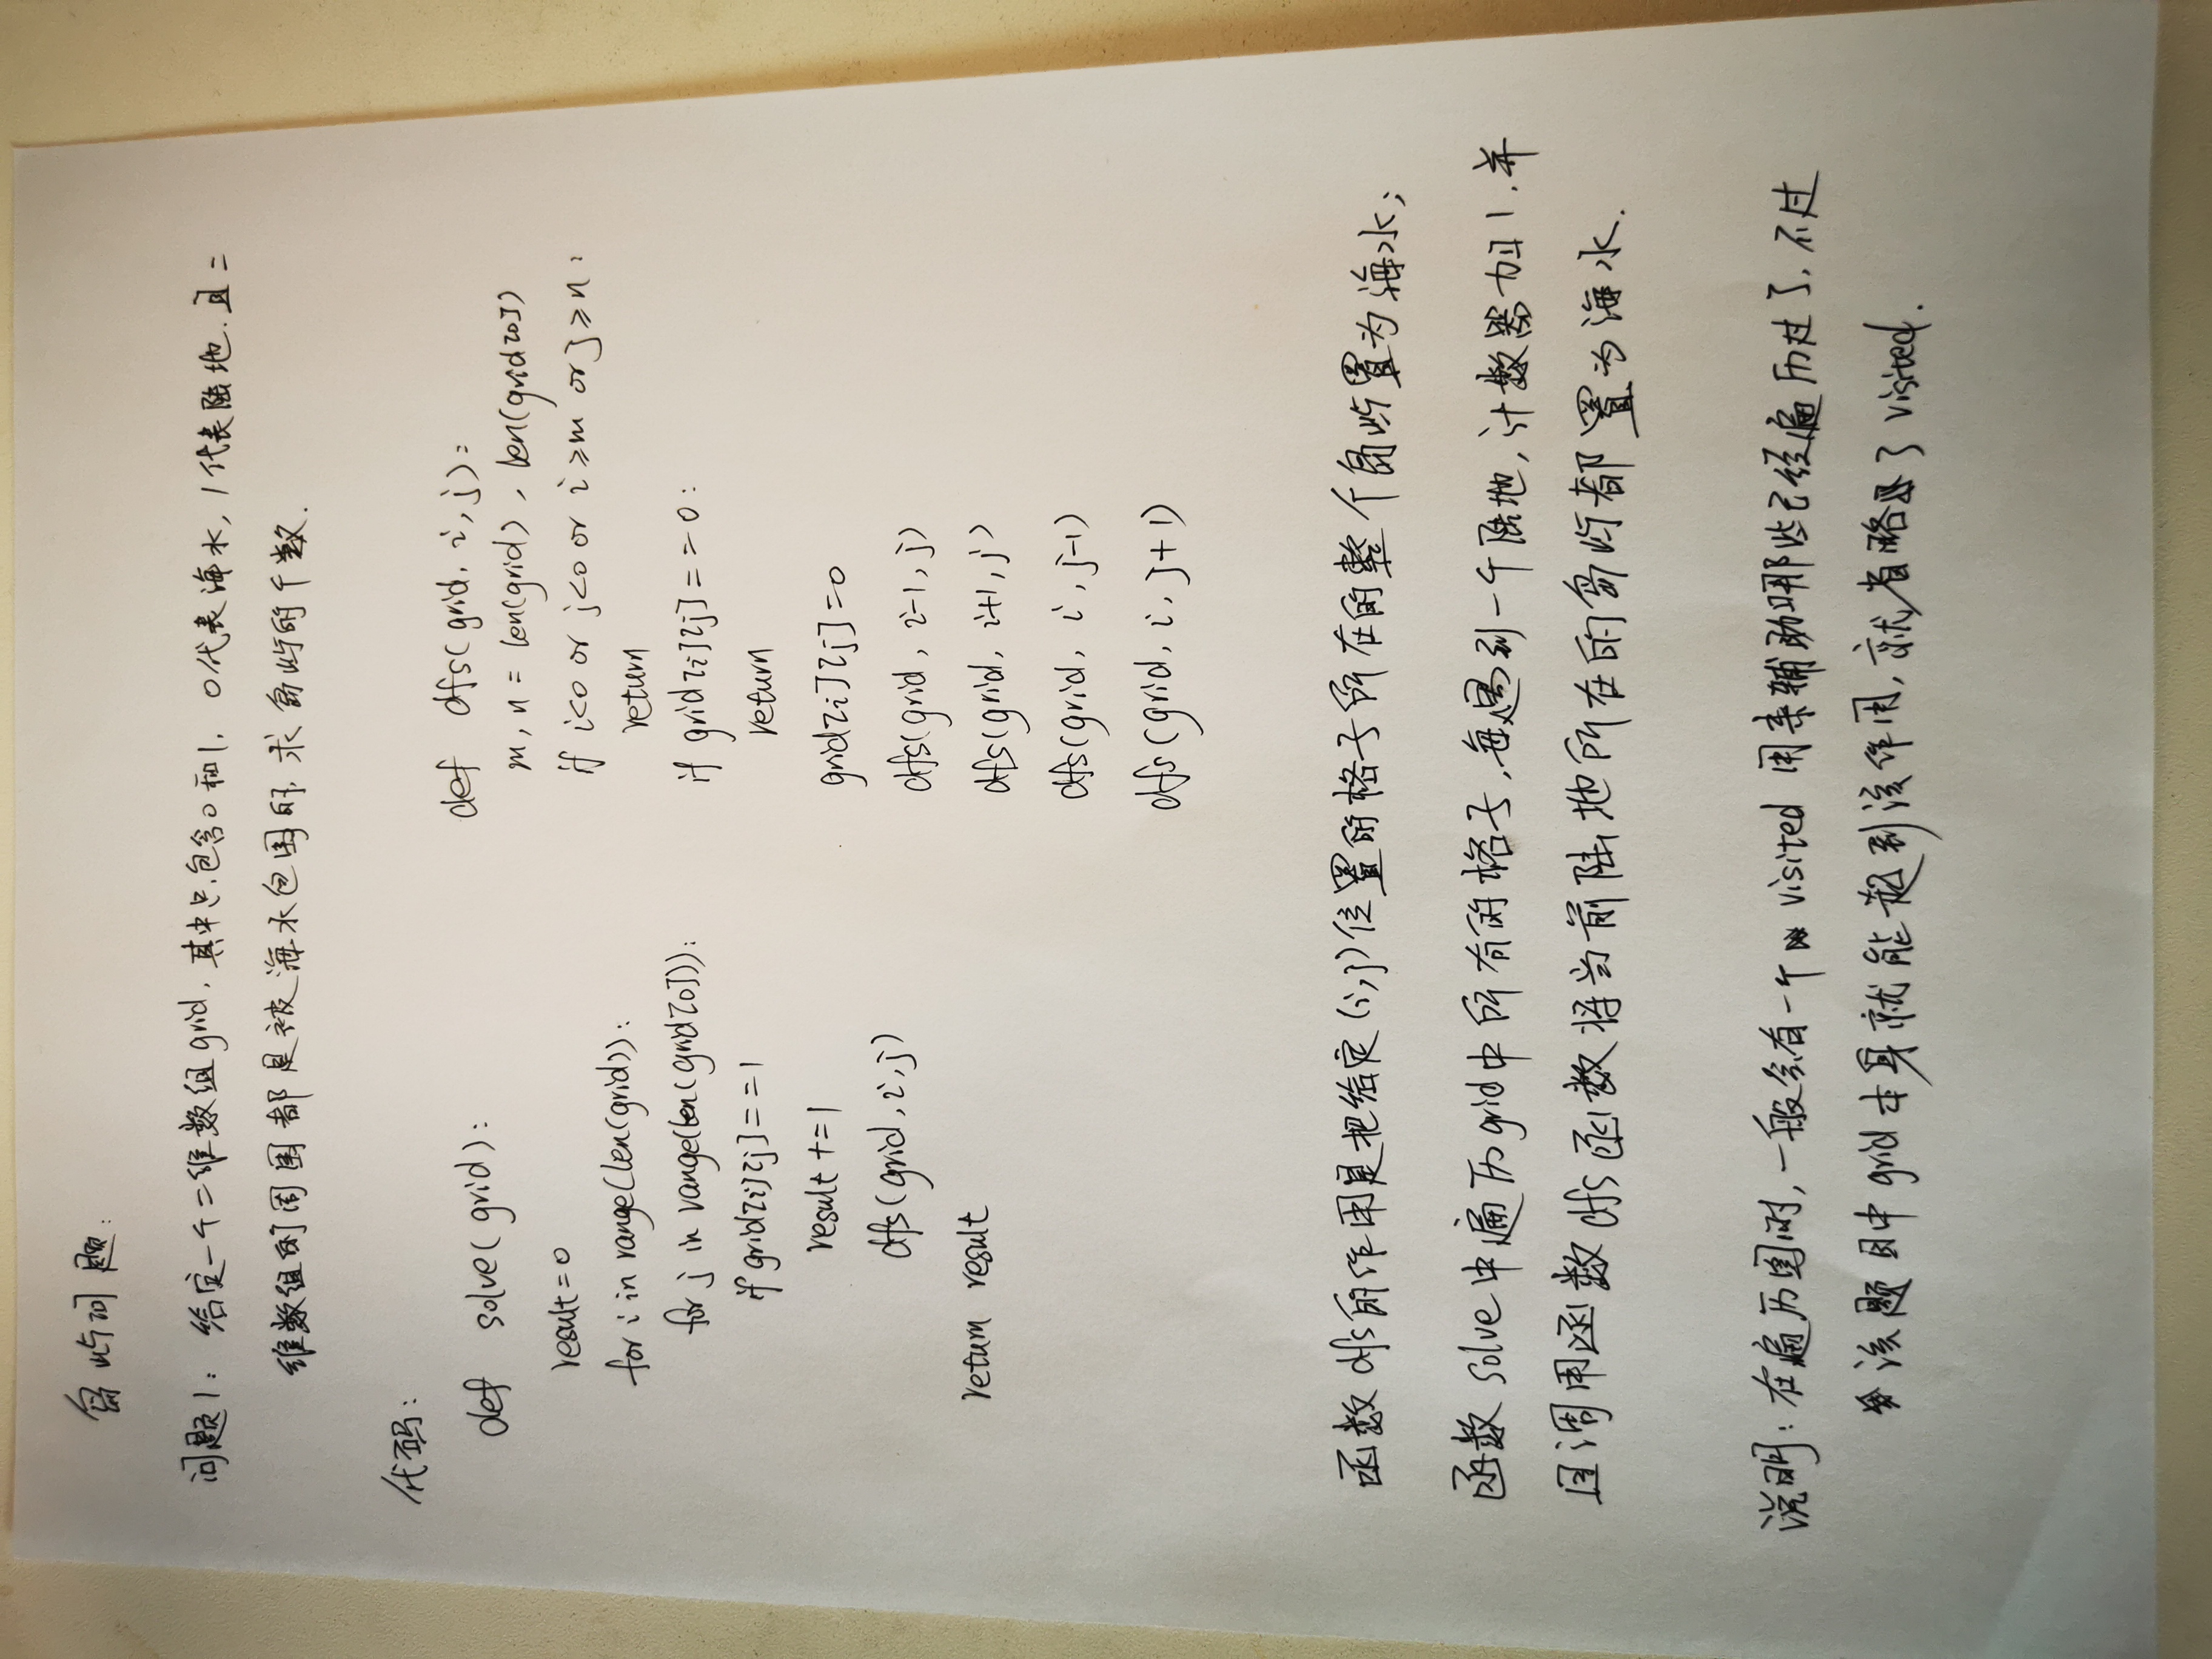 岛屿问题:
问题1: 给定一个二维数组grid, 其中只包含0和1, 0代表海水, 1代表陆地. 且二
维数组的周围都是被海水包围的, 求岛屿的个数.
代码:
def solve(grid):
result=0
for i in range(len(grid)):
for j in range(len(grid[0])):
if grid[i][j]==1
result +=1
dfs(grid,i,j)
return result
def dfs(grid, i,j):
m, n = len(grid), len(grid[0])
if i<0 or j<0 or i≥m or j≥n:
return
if grid[i][j]==0:
return
grid[i][j]=0
dfs(grid, i-1, j)
dfs(grid, i+1, j)
dfs(grid, i, j-1)
dfs(grid, i, j+1)
函数dfs的作用是把给定(i,j)位置的格子所在的整个岛屿置为海水;
函数solve中遍历grid中所有的格子,每遇到一个陆地,计数器加1.并
且调用函数dfs函数将当前陆地所在的岛屿都置为海水.
说明: 在遍历图时, 一般会有一个visited 用来辅助哪些已经遍历过了, 不过
该题目中grid本身就能起到该作用, 就省略了visited.